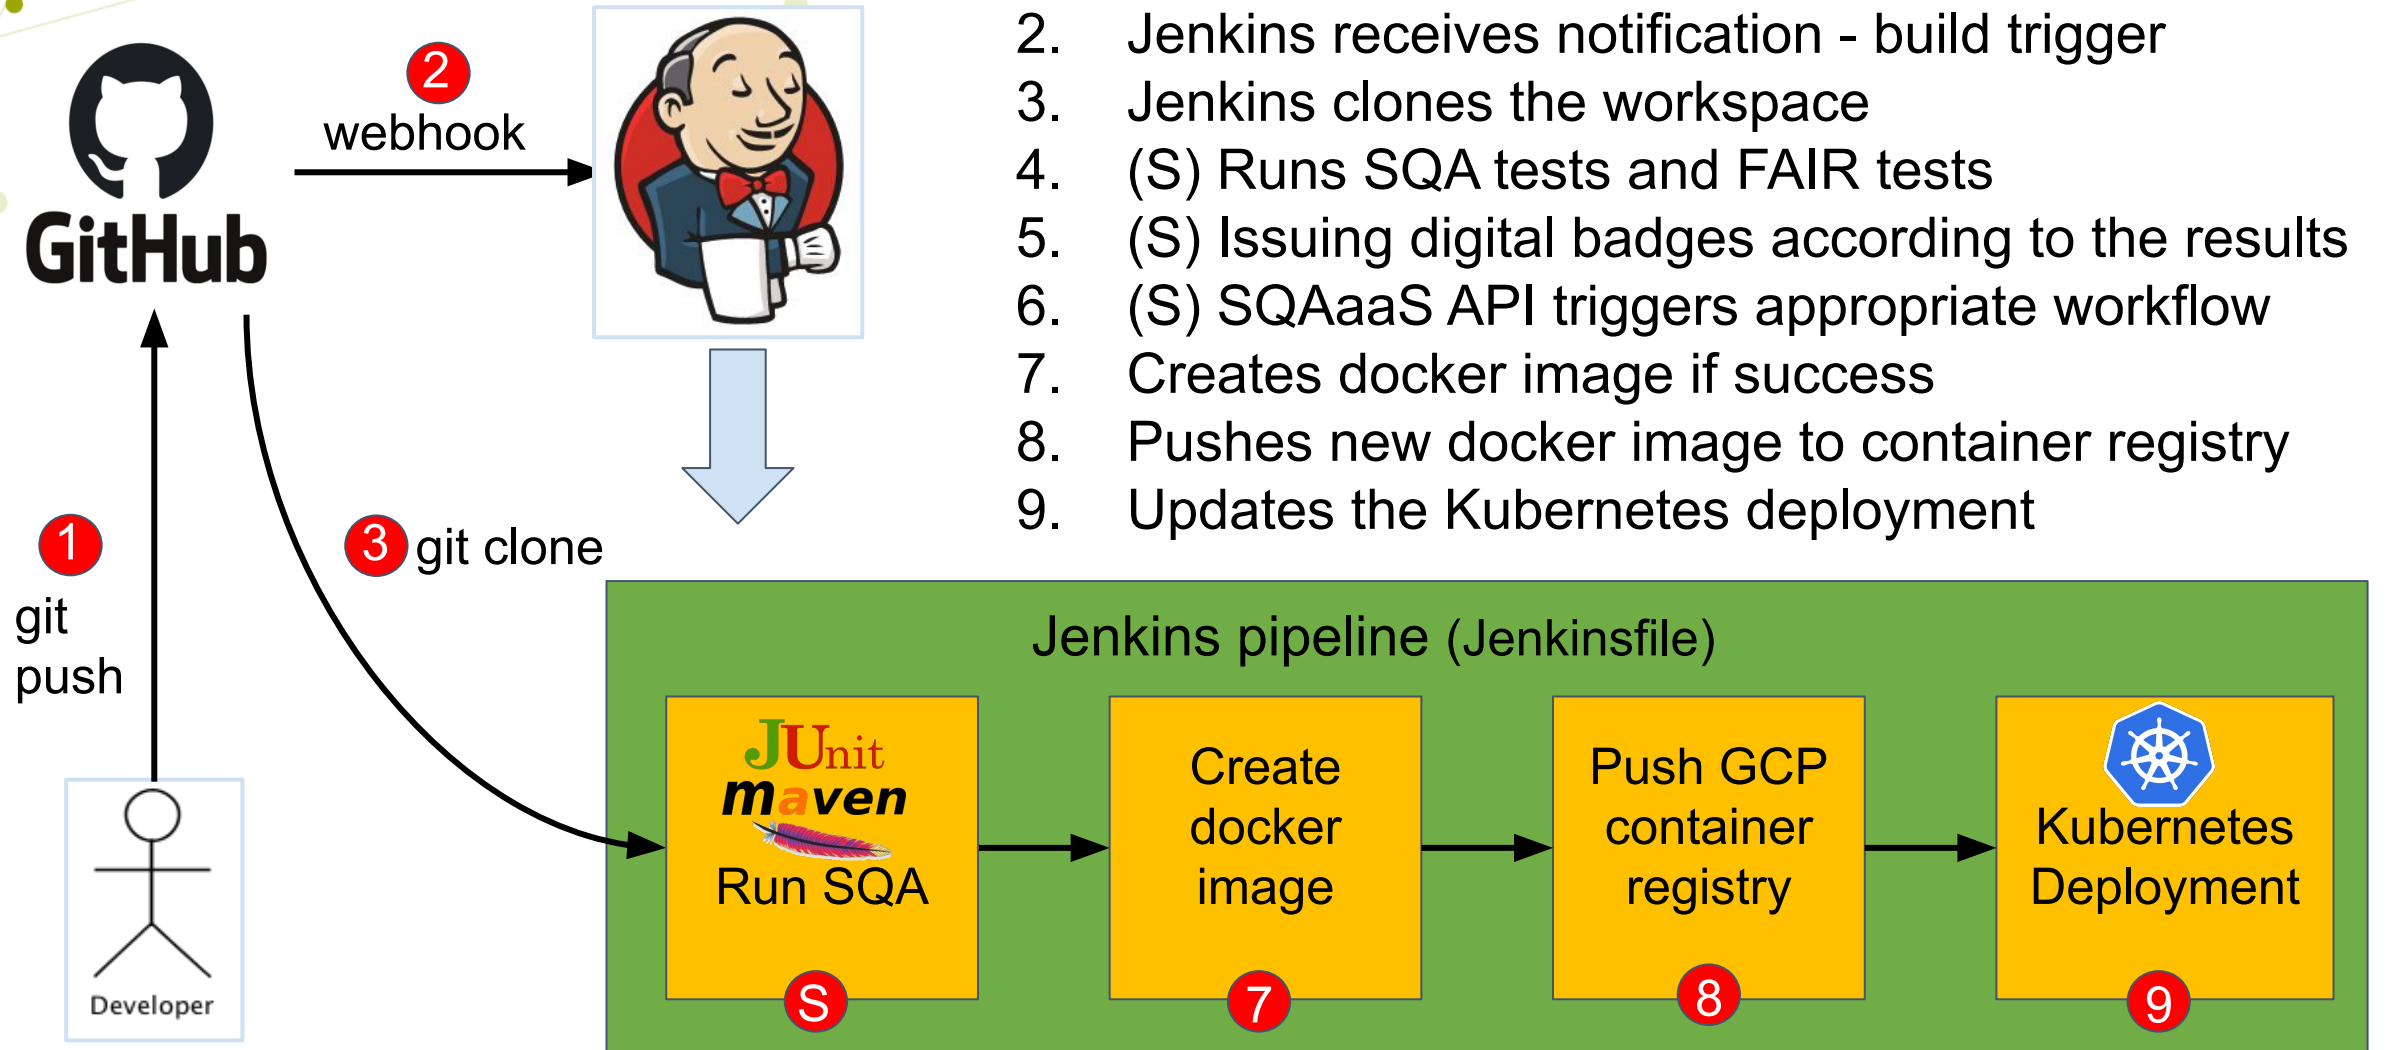 2. Jenkins receives notification - build trigger
3. Jenkins clones the workspace
4. (S) Runs SQA tests and FAIR tests
5. (S) Issuing digital badges according to the results
6. (S) SQAaaS API triggers appropriate workflow
7. Creates docker image if success
8. Pushes new docker image to container registry
9. Updates the Kubernetes deployment
GitHub
2
webhook
1
git
push
3 git clone
Developer
Jenkins pipeline (Jenkinsfile)
JUnit
maven
Run SQA
S
Create
docker
image
7
Push GCP
container
registry
8
Kubernetes
Deployment
9